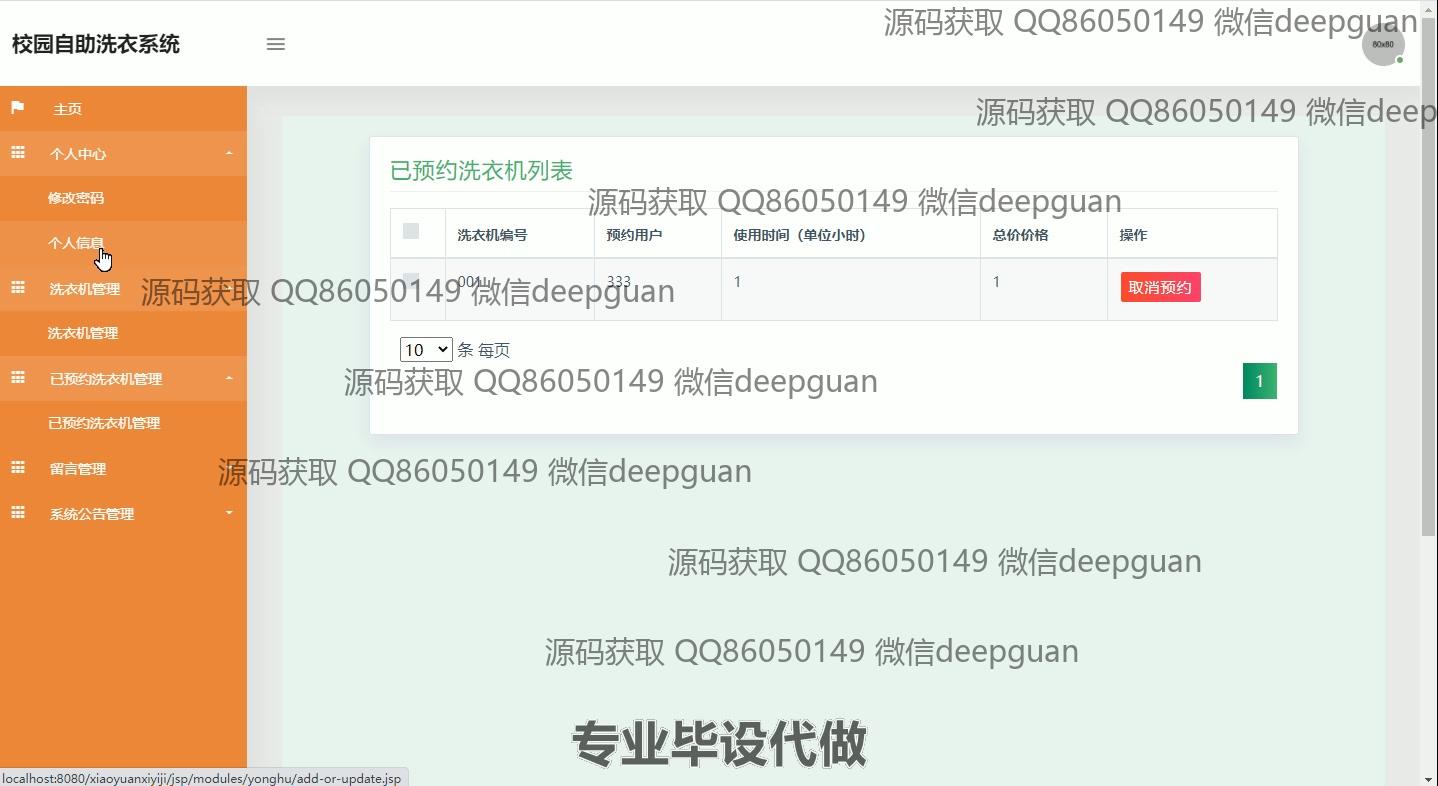 源码获取 QQ86050149 微信deepguan
校园自助洗衣系统
80x80
源码获取 QQ86050149 微信deep
主页
个人中心
修改密码
个人信息
洗衣机管理
洗衣机管理
已预约洗衣机管理
已预约洗衣机管理
留言管理
系统公告管理
已预约洗衣机列表
源码获取 QQ86050149 微信deepguan
洗衣机编号 预约用户 使用时间（单位小时） 总价价格 操作
001 333 1 1 取消预约
源码获取 QQ86050149 微信deepguan
10 条 每页
1
源码获取 QQ86050149 微信deepguan
源码获取 QQ86050149 微信deepguan
源码获取 QQ86050149 微信deepguan
源码获取 QQ86050149 微信deepguan
专业毕设代做
localhost:8080/xiaoyuanxiyiji/jsp/modules/yonghu/add-or-update.jsp